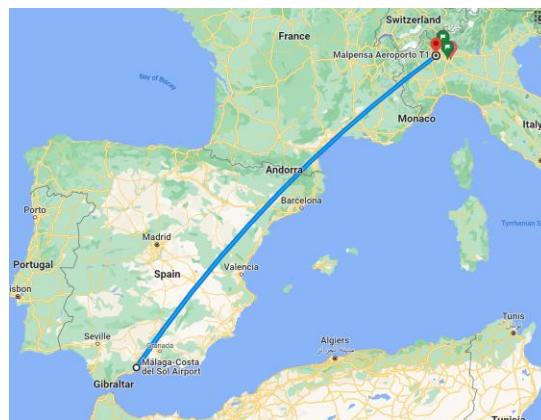 Switzerland
France
Malpensa Aeroporto T1
Bay of Biscay
Monaco
Italy
Andorra
Barcelona
Porto
Madrid
Portugal
Spain
Valencia
Tyrrhenian S
isbon
Seville
Granada
Tunis
Algiers
Málaga-Costa
del Sol Airport
Gibraltar
Tunisia